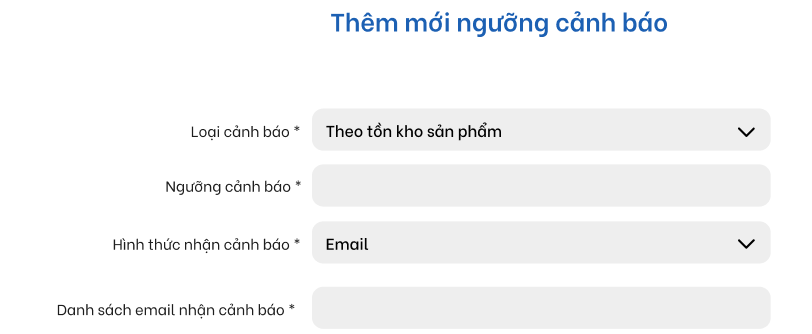 Thêm mới ngưỡng cảnh báo
Loại cảnh báo * Theo tồn kho sản phẩm
Ngưỡng cảnh báo *
Hình thức nhận cảnh báo * Email
Danh sách email nhận cảnh báo *